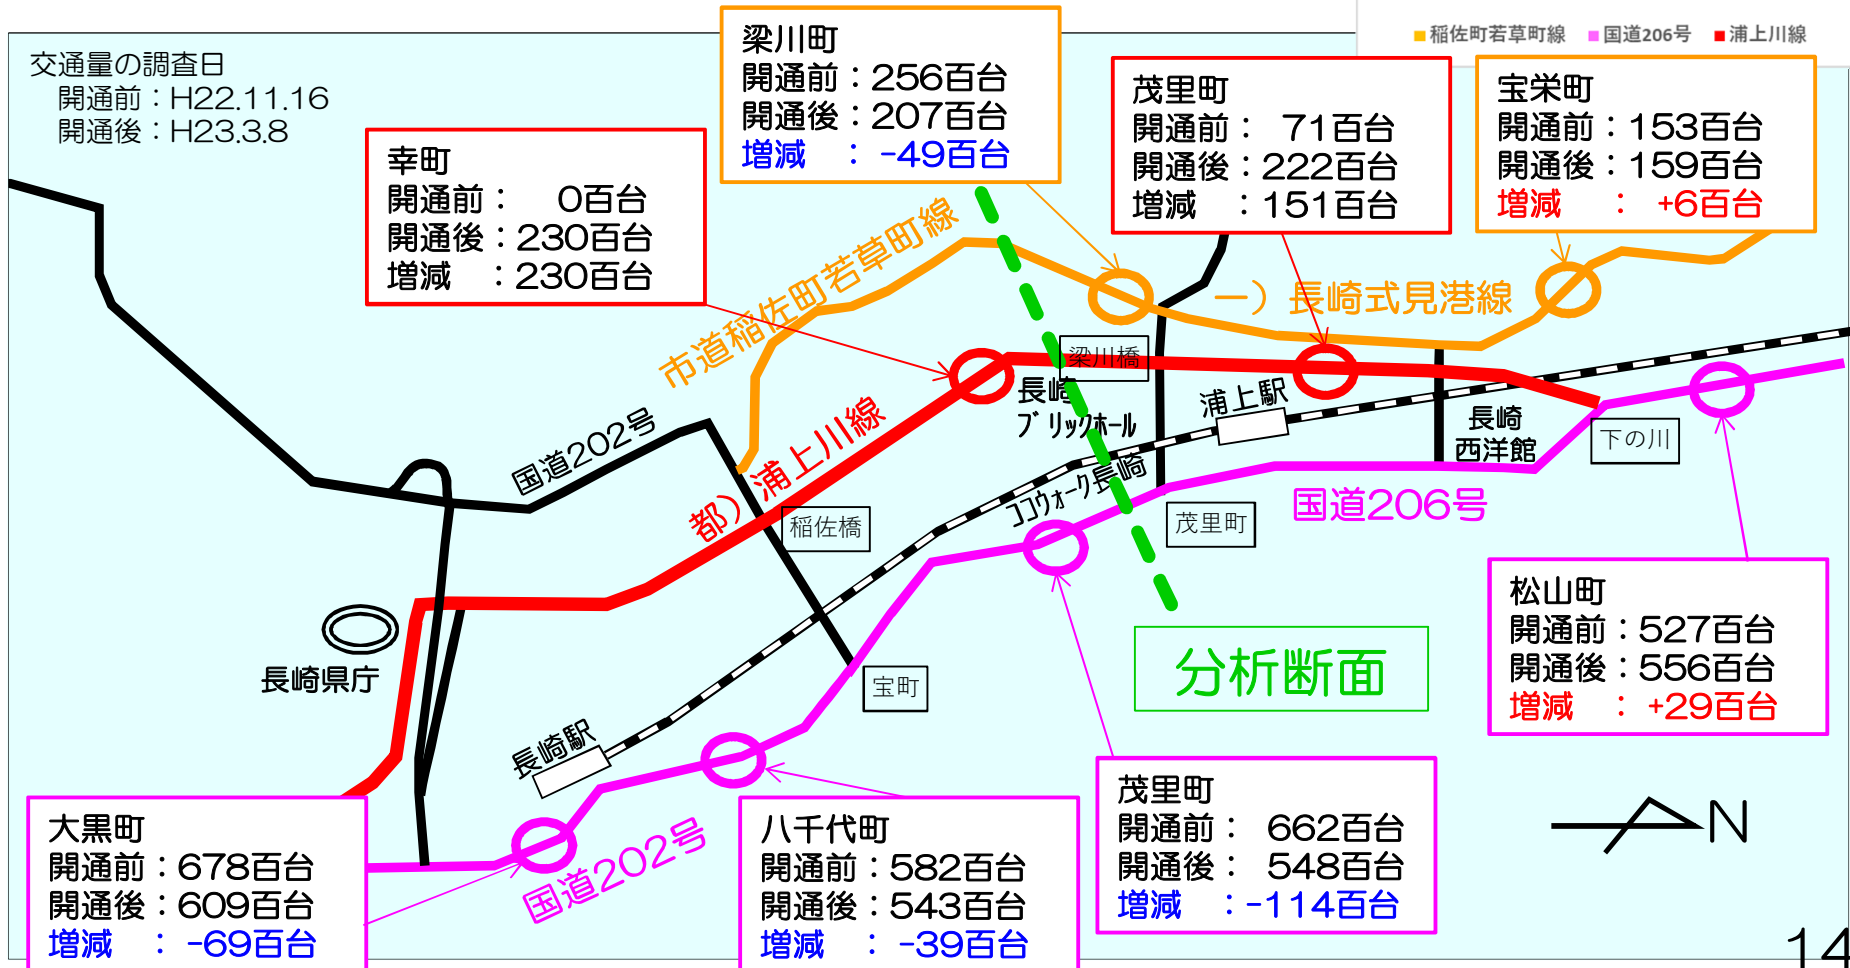 稲佐町若草町線 国道206号 浦上川線
交通量の調査日
開通前：H22.11.16
開通後：H23.3.8
梁川町
開通前：256百台
開通後：207百台
増減　：-49百台
茂里町
開通前：　71百台
開通後：222百台
増減　：151百台
宝栄町
開通前：153百台
開通後：159百台
増減　：+6百台
幸町
開通前：　0百台
開通後：230百台
増減　：230百台
市道稲佐町若草町線
一）長崎式見港線
梁川橋
長崎
ブリックホール
浦上駅
長崎
西洋館
下の川
国道202号
都）浦上川線
稲佐橋
ココウォーク長崎
茂里町
国道206号
長崎県庁
宝町
分析断面
長崎駅
国道202号
松山町
開通前：527百台
開通後：556百台
増減　：+29百台
大黒町
開通前：678百台
開通後：609百台
増減　：-69百台
八千代町
開通前：582百台
開通後：543百台
増減　：-39百台
茂里町
開通前：662百台
開通後：548百台
増減　：-114百台
N
14